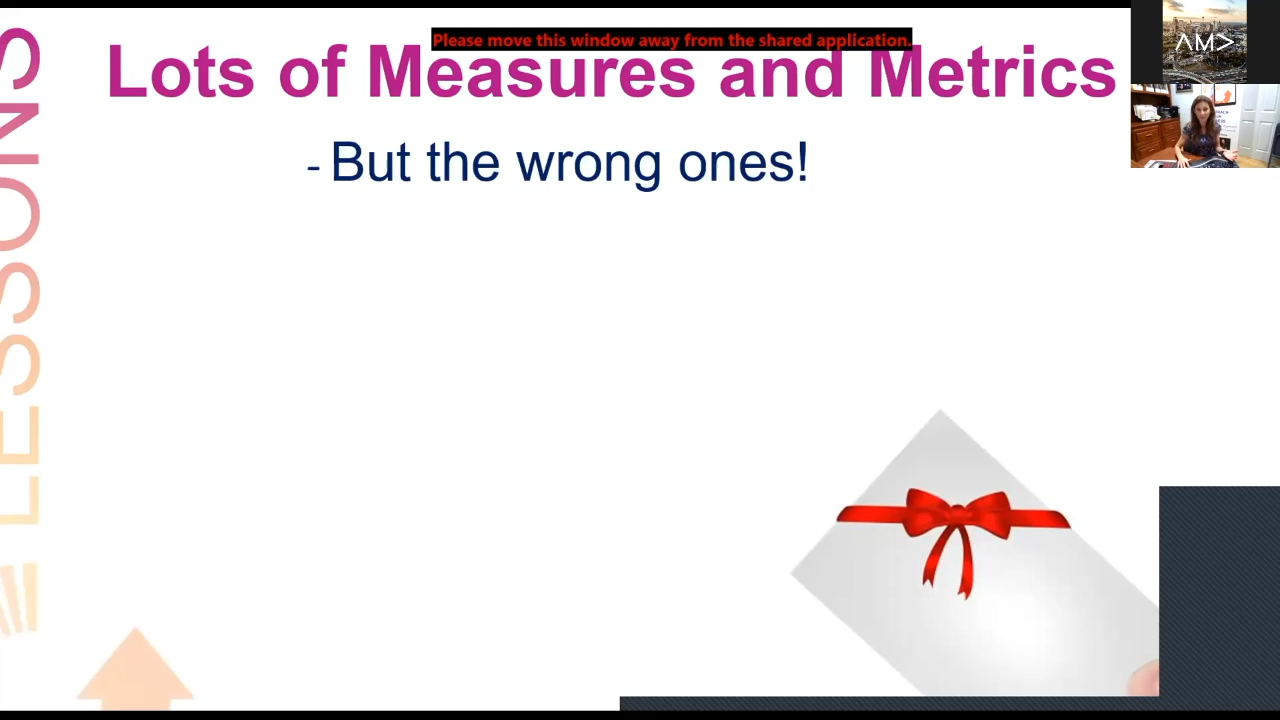 Please move this window away from the shared application.
Lots of Measures and Metrics
- But the wrong ones!
LESSONS